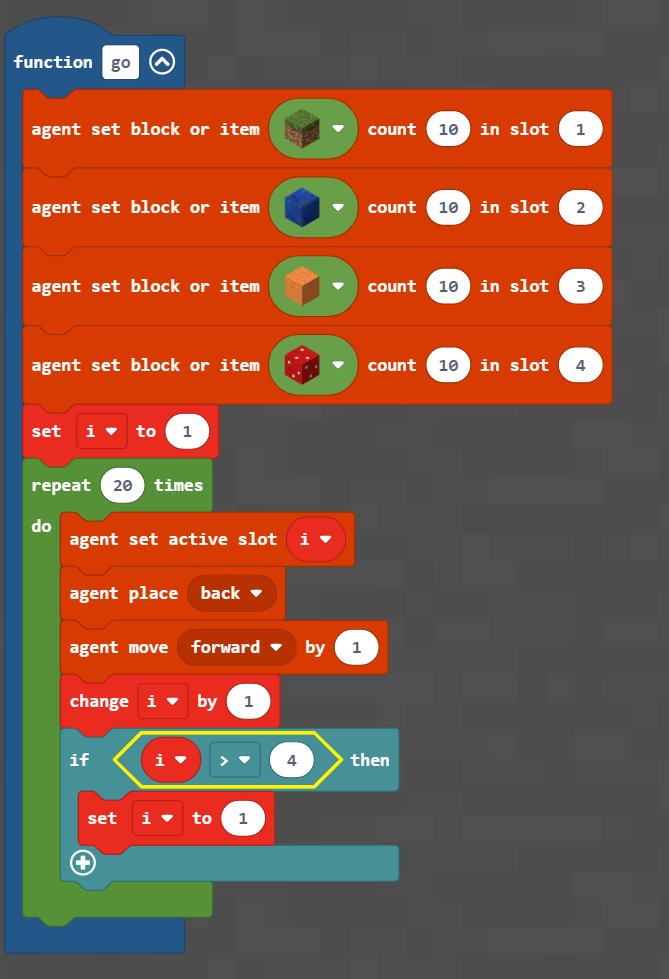 function go
agent set block or item count 10 in slot 1
agent set block or item count 10 in slot 2
agent set block or item count 10 in slot 3
agent set block or item count 10 in slot 4
set i to 1
repeat 20 times
do
agent set active slot i
agent place back
agent move forward by 1
change i by 1
if i > 4 then
set i to 1